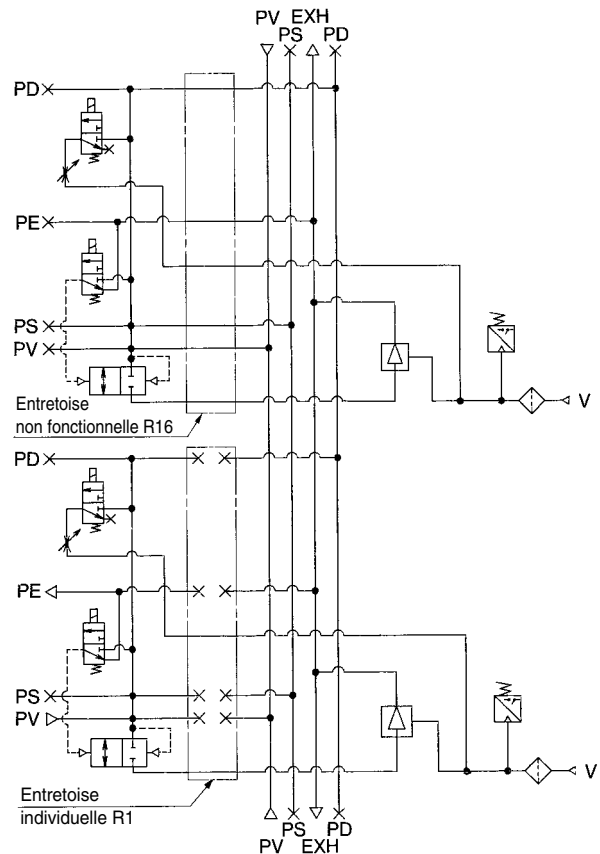 PV EXH
PS PD
PD
PE
PS
PV
V
Entretoise
non fonctionnelle R16
PD
PE
PS
PV
V
Entretoise
individuelle R1
PS PD
PV EXH